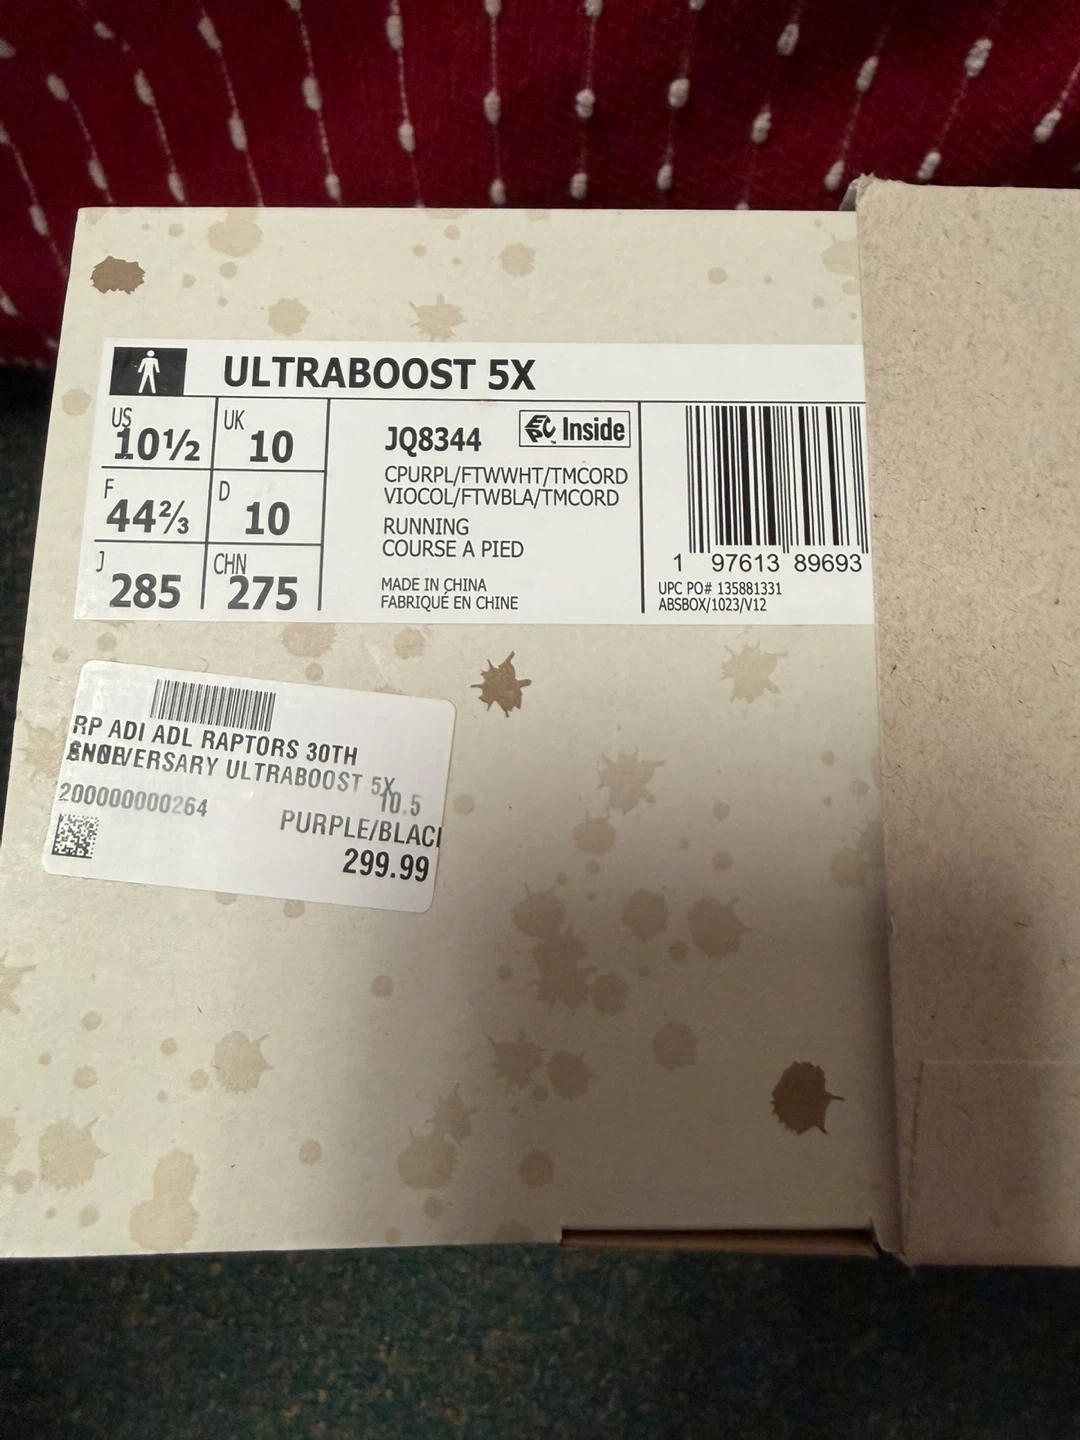 ULTRABOOST 5X
US 10½ UK 10
F 44⅔ D 10
J 285 CHN 275
JQ8344 Inside
CPURPL/FTWWHT/TMCORD
VIOCOL/FTWBLA/TMCORD
RUNNING
COURSE A PIED
MADE IN CHINA
FABRIQUÉ EN CHINE
1 97613 89693
UPC PO# 135881331
ABSBOX/1023/V12
RP ADI ADL RAPTORS 30TH
ANNIVERSARY ULTRABOOST 5X
10.5
200000000264
PURPLE/BLAC
299.99